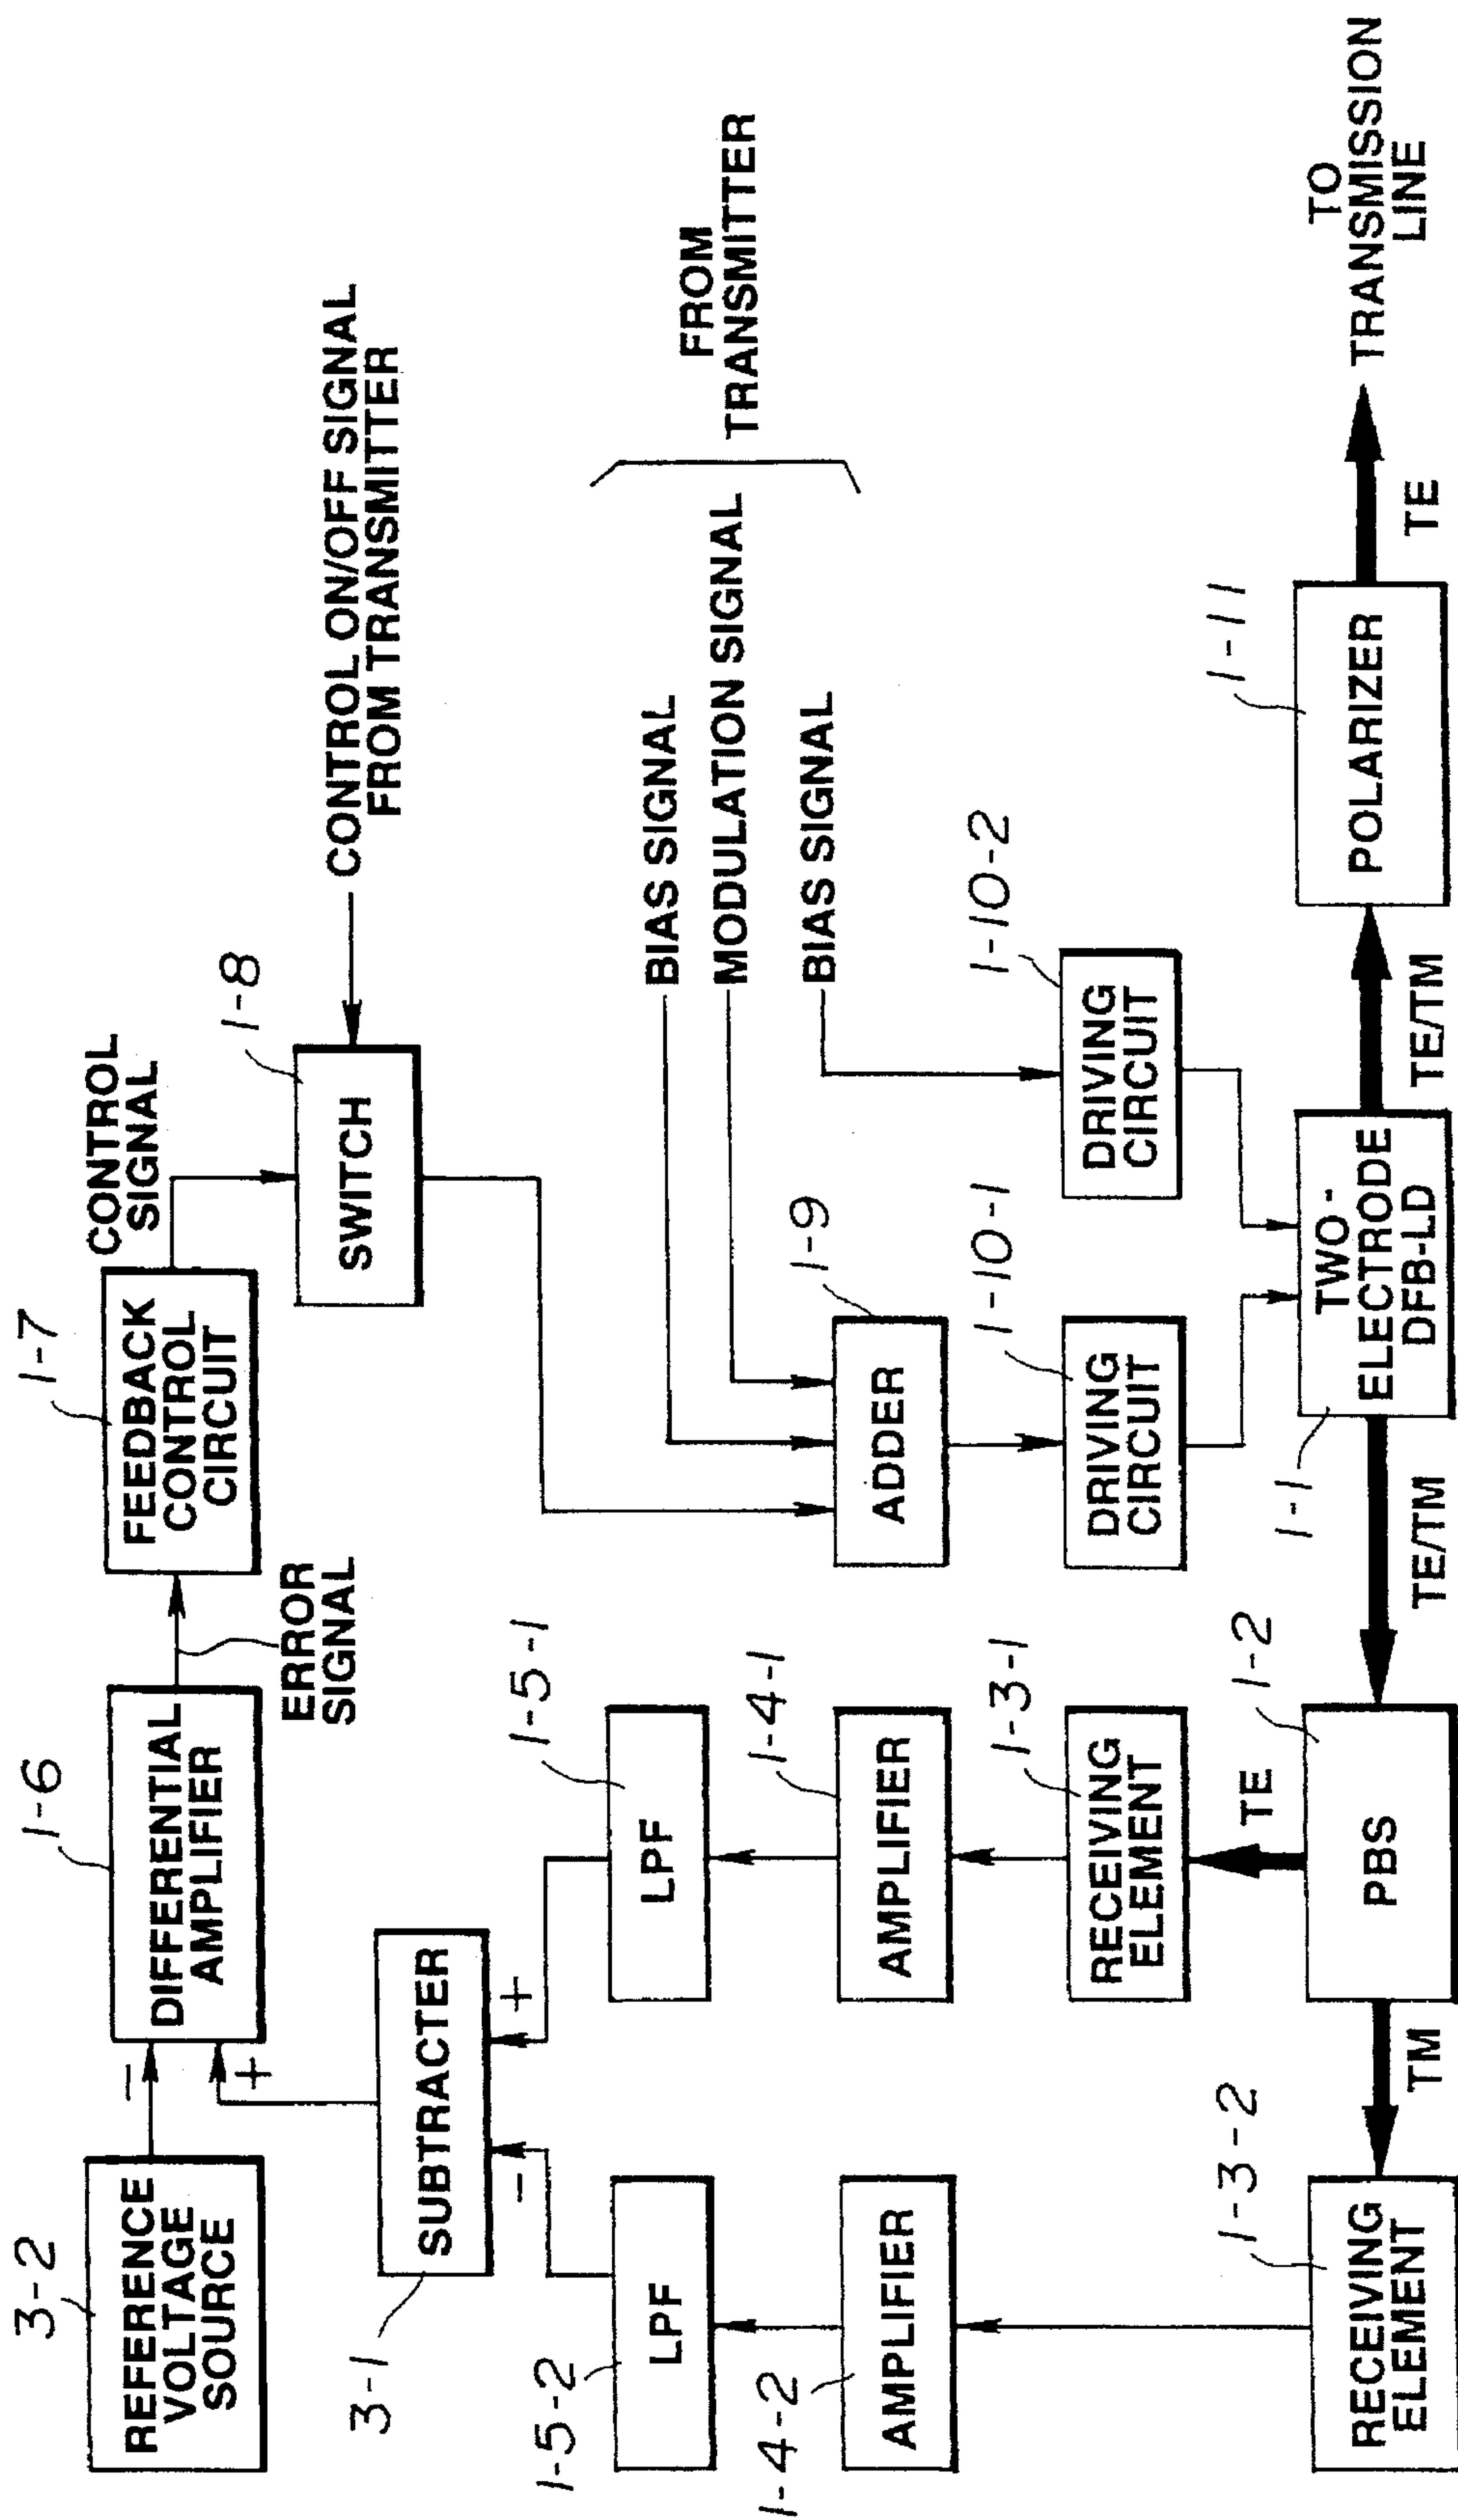 3-2
REFERENCE
VOLTAGE
SOURCE
-
+
1-6
DIFFERENTIAL
AMPLIFIER
ERROR
SIGNAL
1-7
FEEDBACK
CONTROL
CIRCUIT
CONTROL
SIGNAL
1-8
SWITCH
CONTROL ON/OFF SIGNAL
FROM TRANSMITTER
3-1
SUBTRACTER
-
+
1-5-2
LPF
1-5-1
LPF
BIAS SIGNAL
MODULATION SIGNAL
BIAS SIGNAL
FROM
TRANSMITTER
1-4-2
AMPLIFIER
1-4-1
AMPLIFIER
1-9
ADDER
1-3-1
RECEIVING
ELEMENT
1-10-1
DRIVING
CIRCUIT
1-10-2
DRIVING
CIRCUIT
1-3-2
RECEIVING
ELEMENT
TM
TE
1-2
PBS
TE/TM
1-1
TWO-
ELECTRODE
DFB-LD
TE/TM
1-11
POLARIZER
TE
TO
TRANSMISSION
LINE